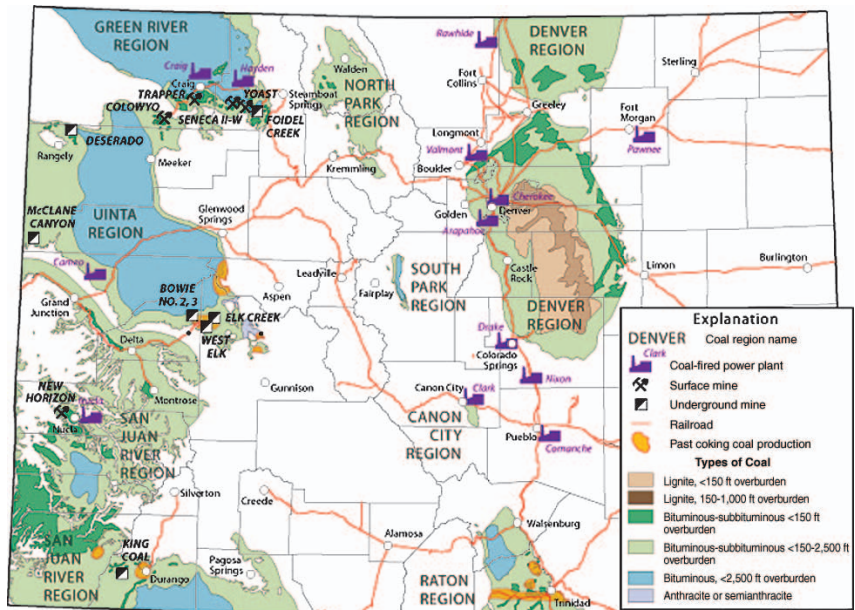 GREEN RIVER
REGION
Craig
Hayden
Craig
TRAPPER
COLOWYO
YOAST
SENECA II-W
FOIDEL
CREEK
Steamboat
Springs
Walden
NORTH
PARK
REGION
Rawhide
DENVER
REGION
Fort
Collins
Sterling
Greeley
Fort
Morgan
Pawnee
Longmont
Valmont
Boulder
DESERADO
Rangely
Meeker
Kremmling
Golden
Denver
Cherokee
Arapahoe
McCLANE
CANYON
UINTA
REGION
Glenwood
Springs
Cameo
Leadville
Fairplay
SOUTH
PARK
REGION
Castle
Rock
Limon
Burlington
DENVER
REGION
Grand
Junction
BOWIE
NO. 2, 3
Aspen
ELK CREEK
WEST
ELK
Delta
Drake
Colorado
Springs
Nixon
Gunnison
Canon City
Clark
CANON
CITY
REGION
Pueblo
Comanche
NEW
HORIZON
Nucla
Montrose
SAN
JUAN
RIVER
REGION
Silverton
Creede
Walsenburg
Alamosa
SAN
JUAN
RIVER
REGION
KING
COAL
Durango
Pagosa
Springs
RATON
REGION
Trinidad
Explanation
DENVER Coal region name
Clark
Coal-fired power plant
Surface mine
Underground mine
Railroad
Past coking coal production
Types of Coal
Lignite, <150 ft overburden
Lignite, 150-1,000 ft overburden
Bituminous-subbituminous <150 ft
overburden
Bituminous-subbituminous <150-2,500 ft
overburden
Bituminous, <2,500 ft overburden
Anthracite or semianthracite